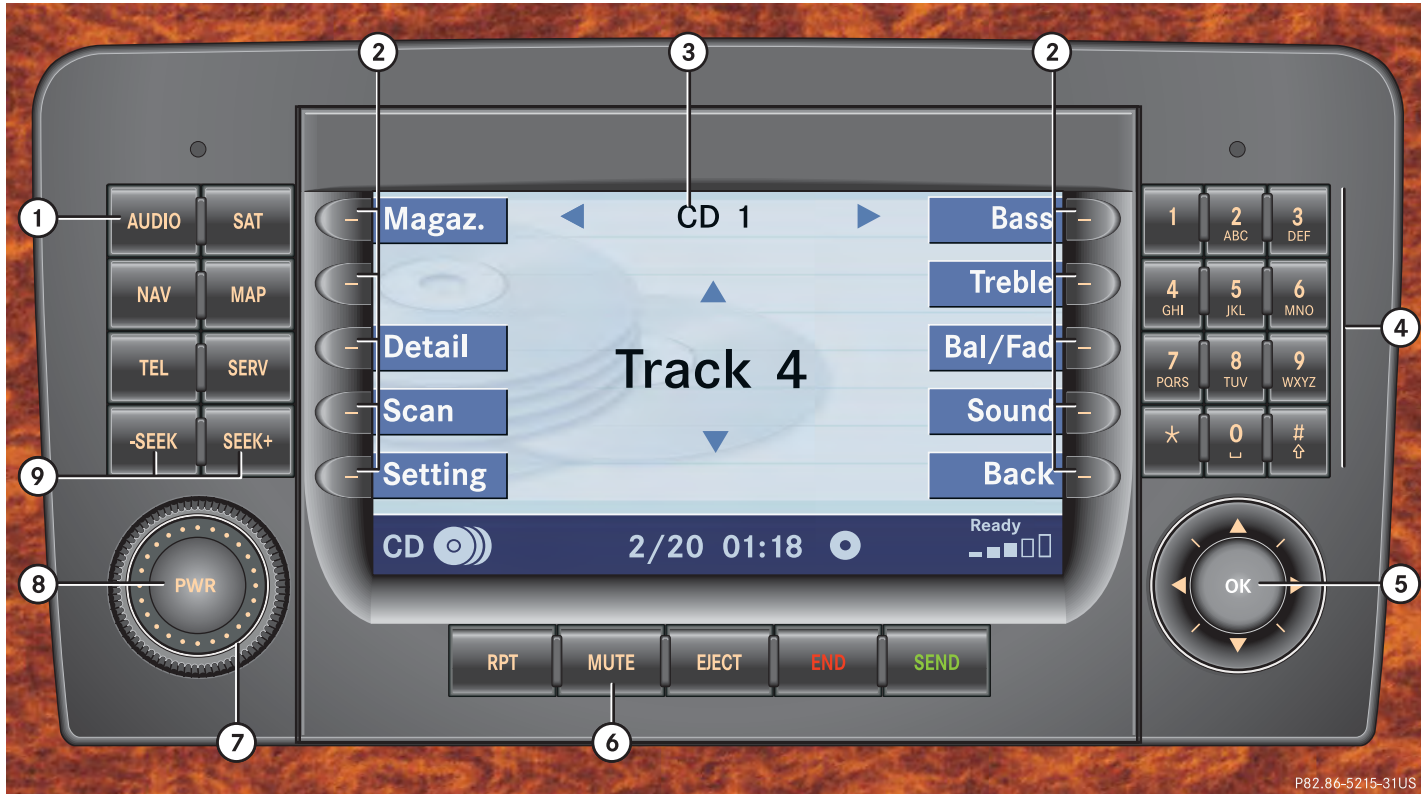 2 3 2
1 AUDIO SAT
NAV MAP
TEL SERV
-SEEK SEEK+
9
8 PWR
7
Magaz. CD 1 Bass
Treble
Detail Bal/Fad
Track 4
Scan Sound
Setting Back
CD 2/20 01:18 Ready
RPT MUTE EJECT END SEND
6
1 2 ABC 3 DEF
4 GHI 5 JKL 6 MNO
4
7 PQRS 8 TUV 9 WXYZ
* 0 #
OK 5
P82.86-5215-31US